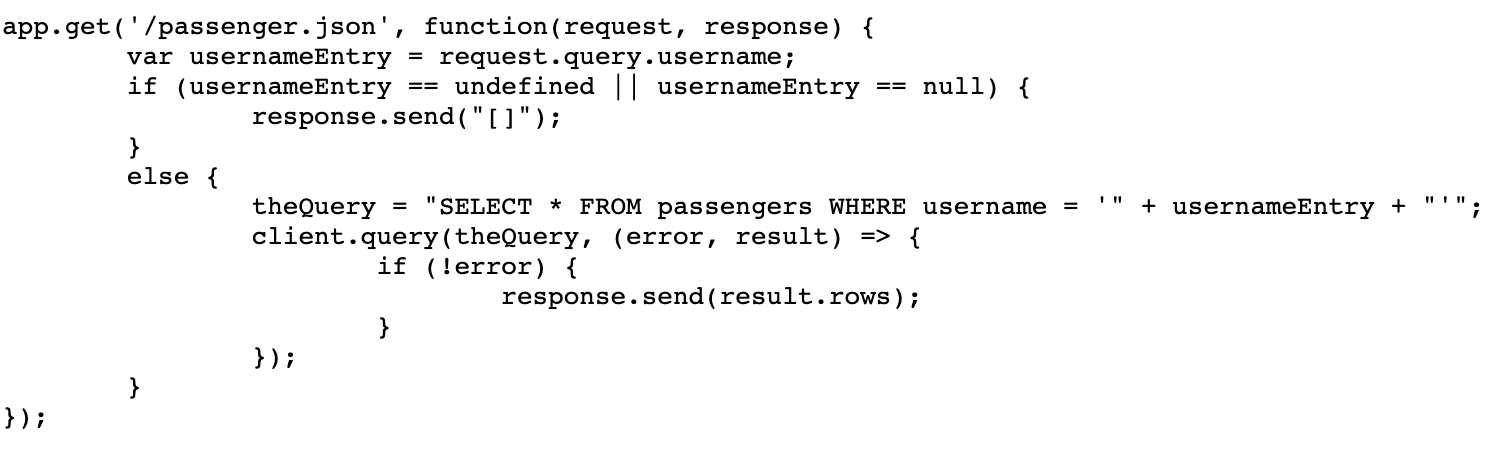 app.get('/passenger.json', function(request, response) {
        var usernameEntry = request.query.username;
        if (usernameEntry == undefined || usernameEntry == null) {
                response.send("[]");
        }
        else {
                theQuery = "SELECT * FROM passengers WHERE username = '" + usernameEntry + "'";
                client.query(theQuery, (error, result) => {
                        if (!error) {
                                response.send(result.rows);
                        }
                });
        }
});